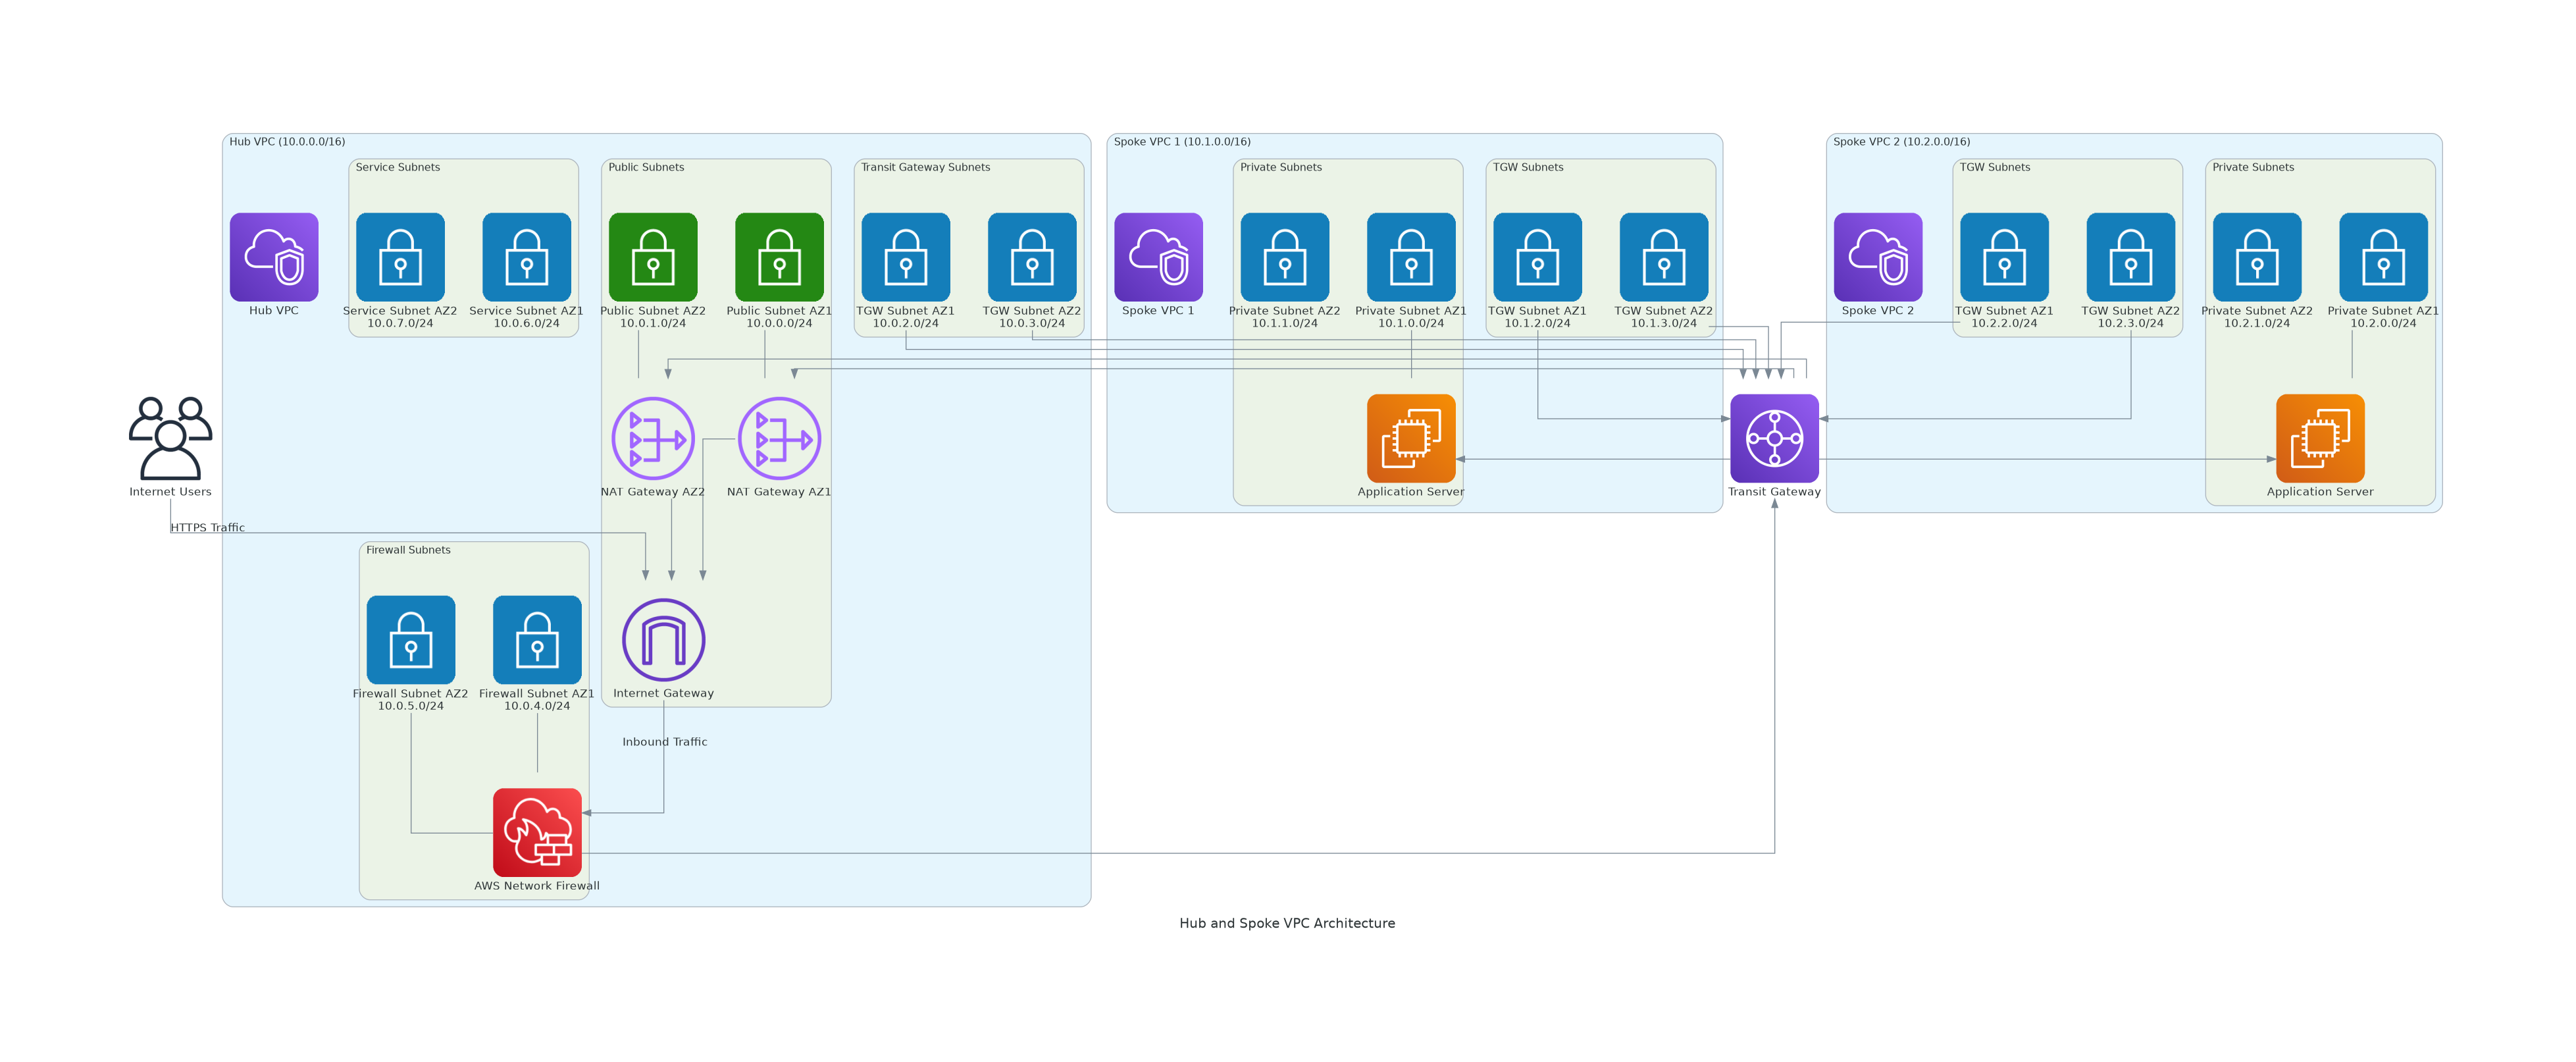 Hub VPC (10.0.0.0/16)
Spoke VPC 1 (10.1.0.0/16)
Spoke VPC 2 (10.2.0.0/16)
Service Subnets
Public Subnets
Transit Gateway Subnets
Private Subnets
TGW Subnets
TGW Subnets
Private Subnets
Hub VPC
Service Subnet AZ2
10.0.7.0/24
Service Subnet AZ1
10.0.6.0/24
Public Subnet AZ2
10.0.1.0/24
Public Subnet AZ1
10.0.0.0/24
TGW Subnet AZ1
10.0.2.0/24
TGW Subnet AZ2
10.0.3.0/24
Spoke VPC 1
Private Subnet AZ2
10.1.1.0/24
Private Subnet AZ1
10.1.0.0/24
TGW Subnet AZ1
10.1.2.0/24
TGW Subnet AZ2
10.1.3.0/24
Spoke VPC 2
TGW Subnet AZ1
10.2.2.0/24
TGW Subnet AZ2
10.2.3.0/24
Private Subnet AZ2
10.2.1.0/24
Private Subnet AZ1
10.2.0.0/24
Internet Users
NAT Gateway AZ2
NAT Gateway AZ1
Application Server
Transit Gateway
Application Server
HTTPS Traffic
Firewall Subnets
Firewall Subnet AZ2
10.0.5.0/24
Firewall Subnet AZ1
10.0.4.0/24
Internet Gateway
Inbound Traffic
AWS Network Firewall
Hub and Spoke VPC Architecture